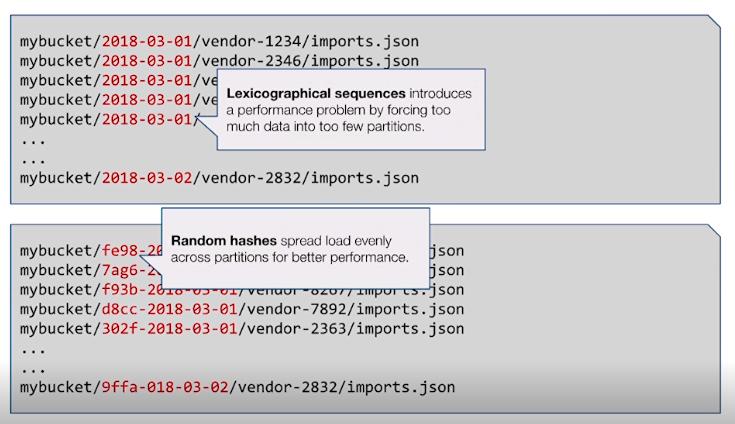 mybucket/2018-03-01/vendor-1234/imports.json
mybucket/2018-03-01/vendor-2346/imports.json
mybucket/2018-03-01/ve
mybucket/2018-03-01/ve
mybucket/2018-03-01/
Lexicographical sequences introduces
a performance problem by forcing too
much data into too few partitions.
...
...
mybucket/2018-03-02/vendor-2832/imports.json
Random hashes spread load evenly
across partitions for better performance.
mybucket/fe98-20 json
mybucket/7ag6-2 json
mybucket/f93b-2018-03-01/vendor-8267/imports.json
mybucket/d8cc-2018-03-01/vendor-7892/imports.json
mybucket/302f-2018-03-01/vendor-2363/imports.json
...
...
mybucket/9ffa-018-03-02/vendor-2832/imports.json